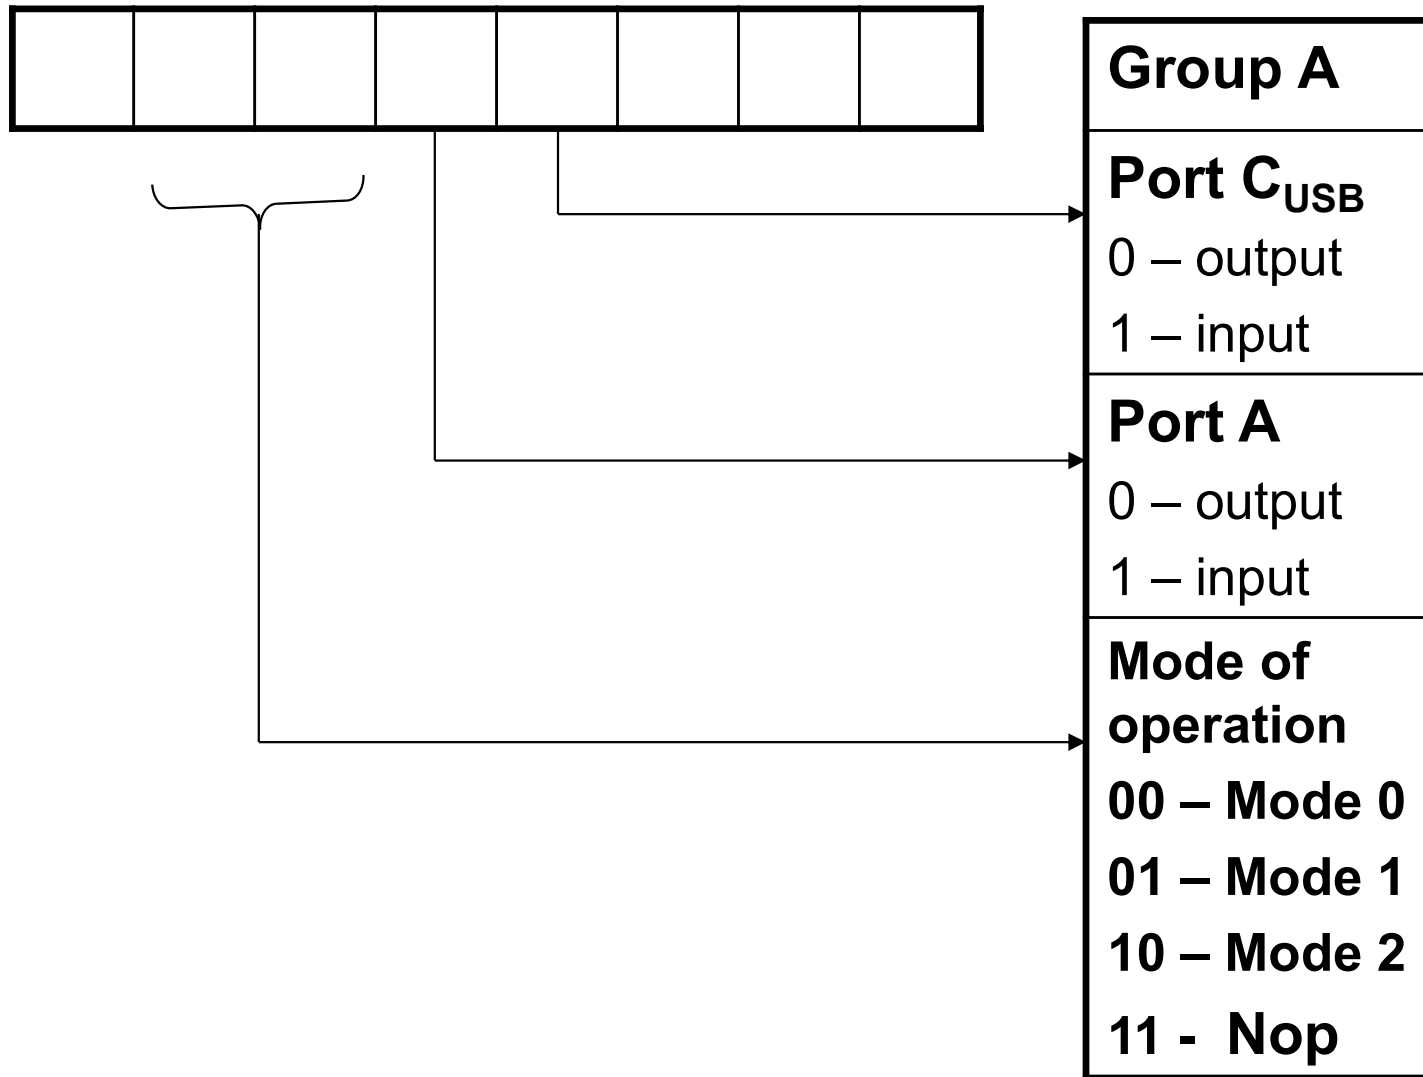 Group A
Port CUSB
0 – output
1 – input
Port A
0 – output
1 – input
Mode of
operation
00 – Mode 0
01 – Mode 1
10 – Mode 2
11 - Nop